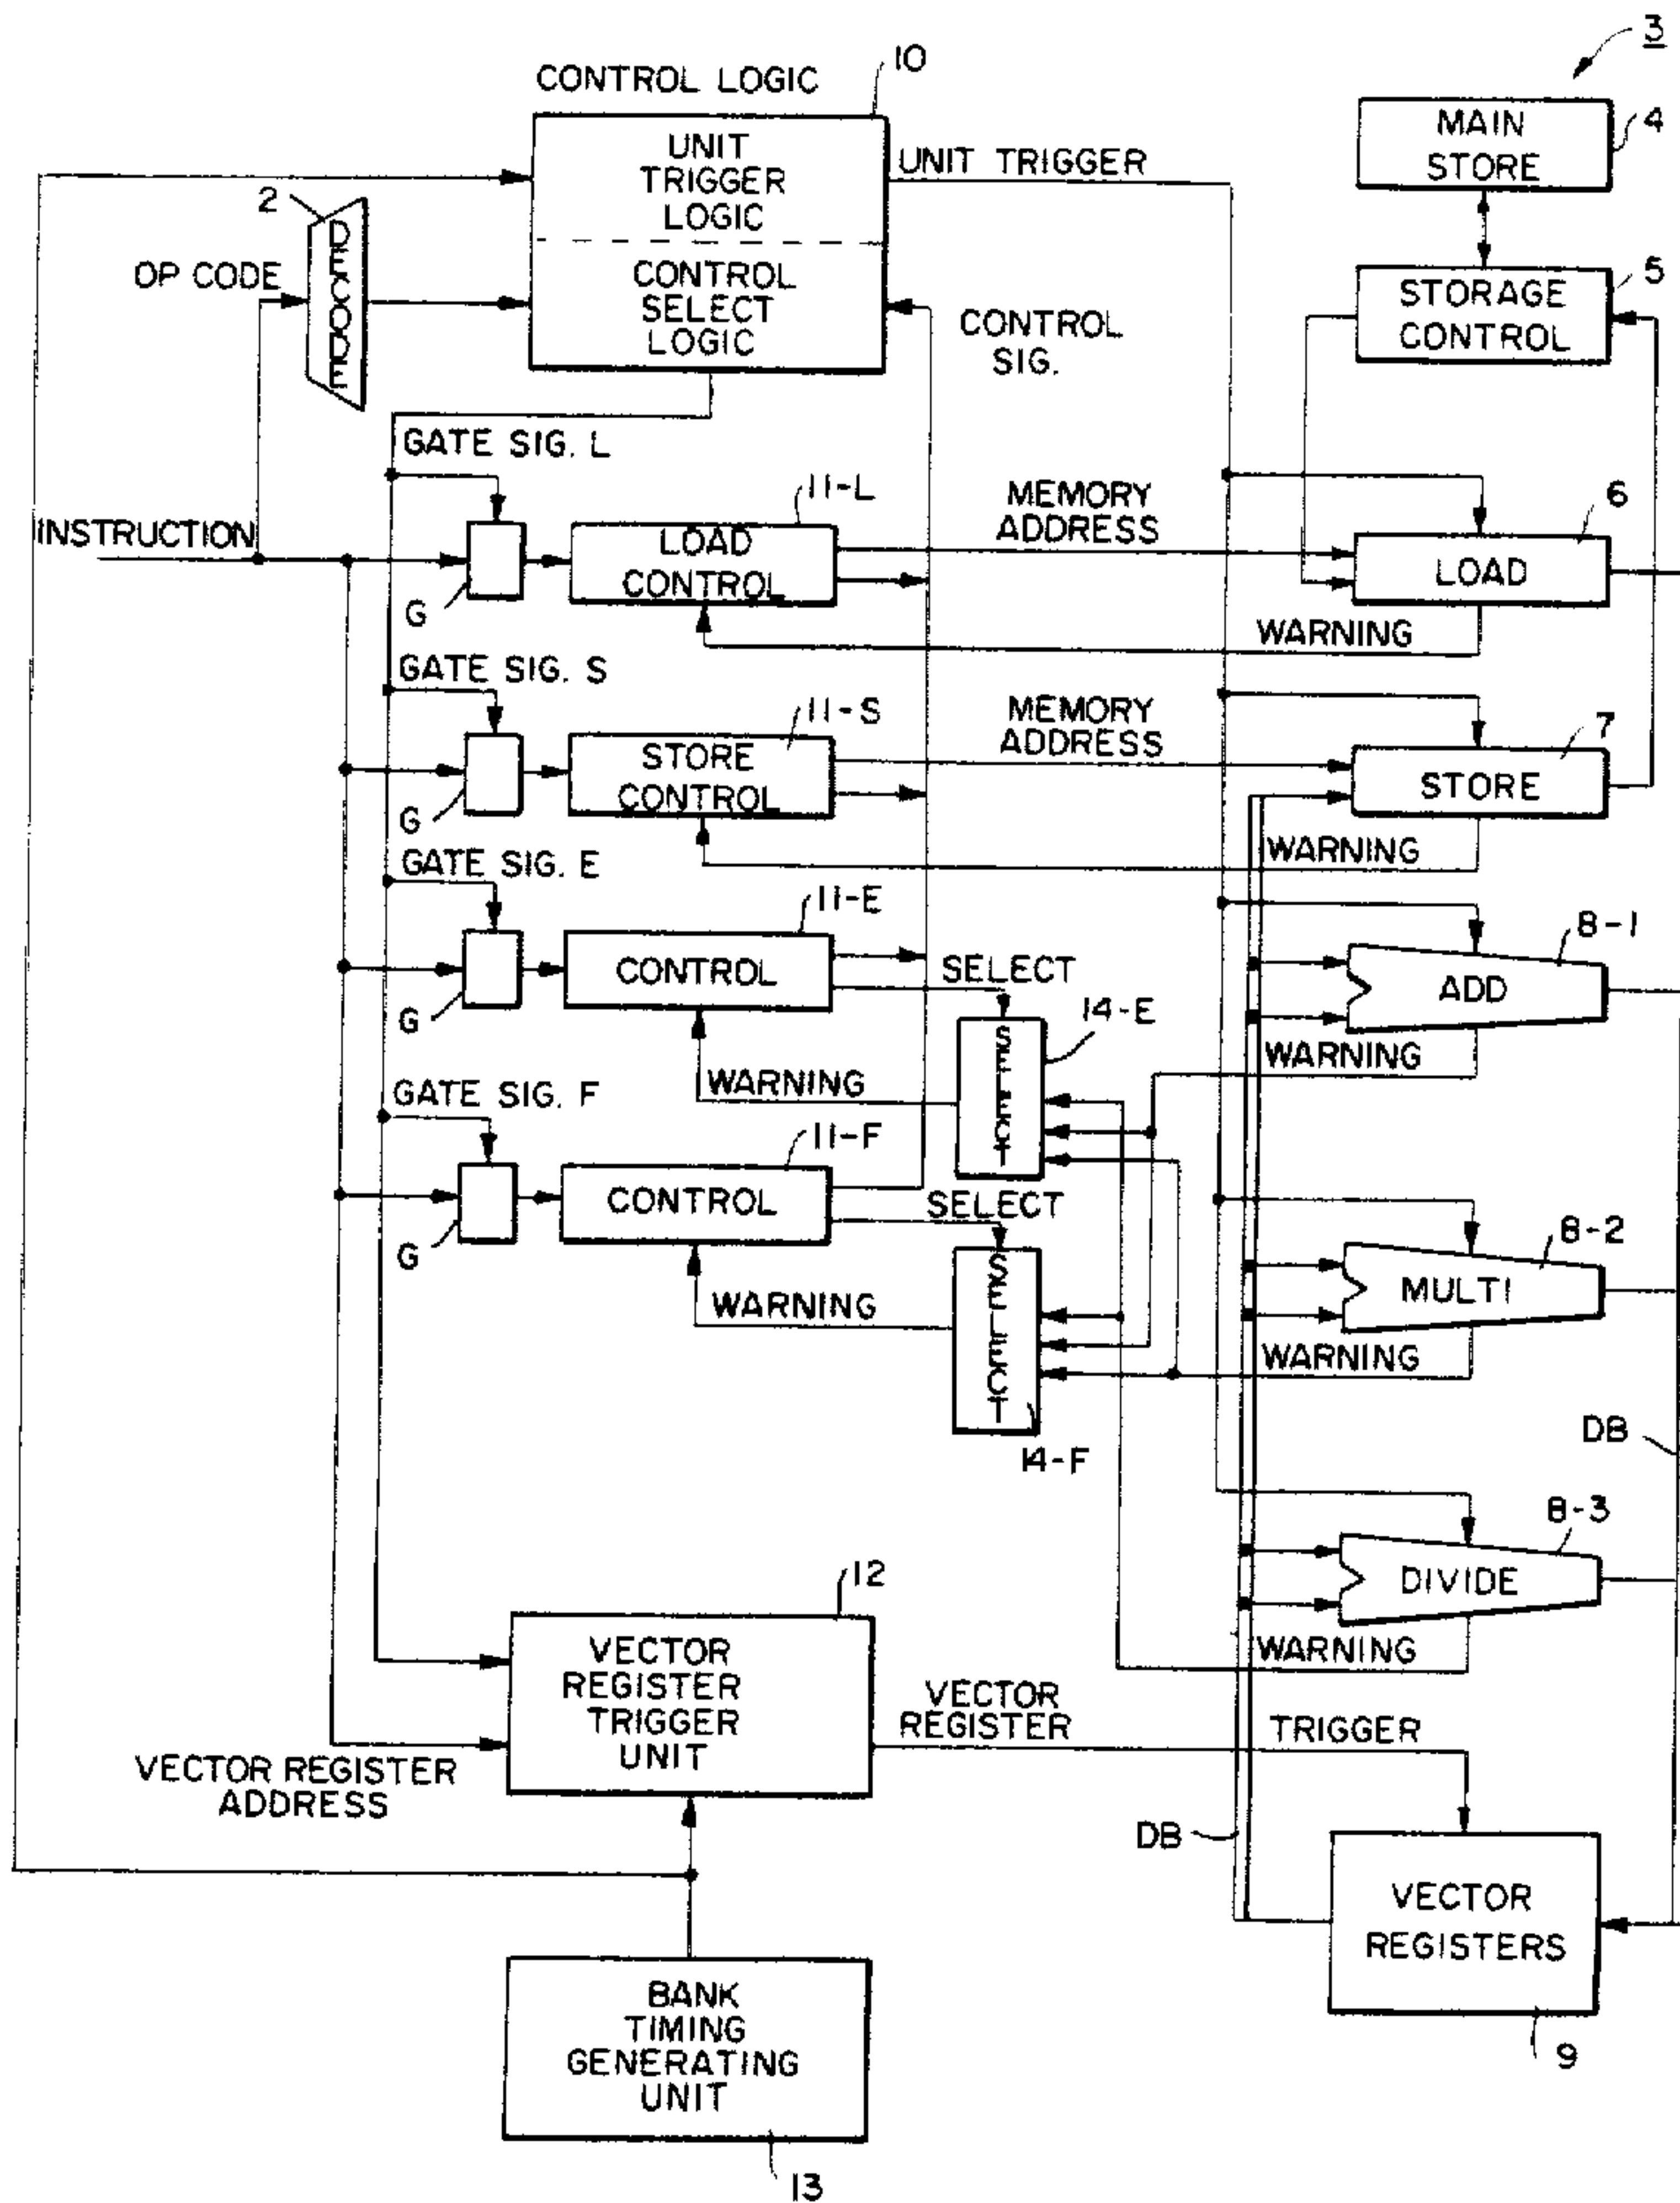 3
10
CONTROL LOGIC
UNIT
TRIGGER
LOGIC
CONTROL
SELECT
LOGIC
UNIT TRIGGER
MAIN
STORE
4
2
DECODE
OP CODE
STORAGE
CONTROL
5
CONTROL
SIG.
GATE SIG. L
INSTRUCTION
G
11-L
LOAD
CONTROL
MEMORY
ADDRESS
6
LOAD
WARNING
GATE SIG. S
G
11-S
STORE
CONTROL
MEMORY
ADDRESS
7
STORE
WARNING
GATE SIG. E
G
11-E
CONTROL
SELECT
14-E
SELECT
WARNING
8-1
ADD
WARNING
GATE SIG. F
G
11-F
CONTROL
SELECT
SELECT
14-F
WARNING
8-2
MULTI
WARNING
DB
8-3
DIVIDE
WARNING
12
VECTOR
REGISTER
TRIGGER
UNIT
VECTOR REGISTER
ADDRESS
VECTOR
REGISTER
TRIGGER
DB
VECTOR
REGISTERS
9
BANK
TIMING
GENERATING
UNIT
13